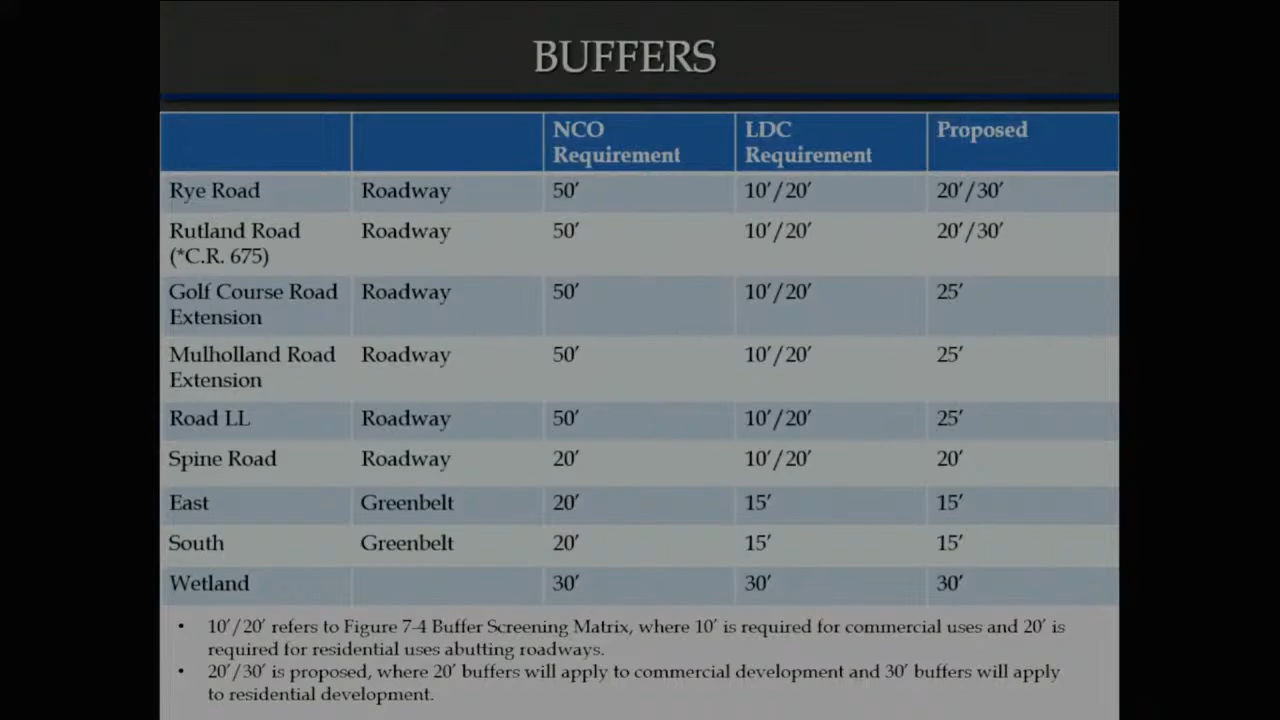 BUFFERS
NCO Requirement LDC Requirement Proposed
Rye Road Roadway 50′ 10′/20′ 20′/30′
Rutland Road (*C.R. 675) Roadway 50′ 10′/20′ 20′/30′
Golf Course Road Extension Roadway 50′ 10′/20′ 25′
Mulholland Road Extension Roadway 50′ 10′/20′ 25′
Road LL Roadway 50′ 10′/20′ 25′
Spine Road Roadway 20′ 10′/20′ 20′
East Greenbelt 20′ 15′ 15′
South Greenbelt 20′ 15′ 15′
Wetland 30′ 30′ 30′
• 10′/20′ refers to Figure 7-4 Buffer Screening Matrix, where 10′ is required for commercial uses and 20′ is
required for residential uses abutting roadways.
• 20′/30′ is proposed, where 20′ buffers will apply to commercial development and 30′ buffers will apply
to residential development.